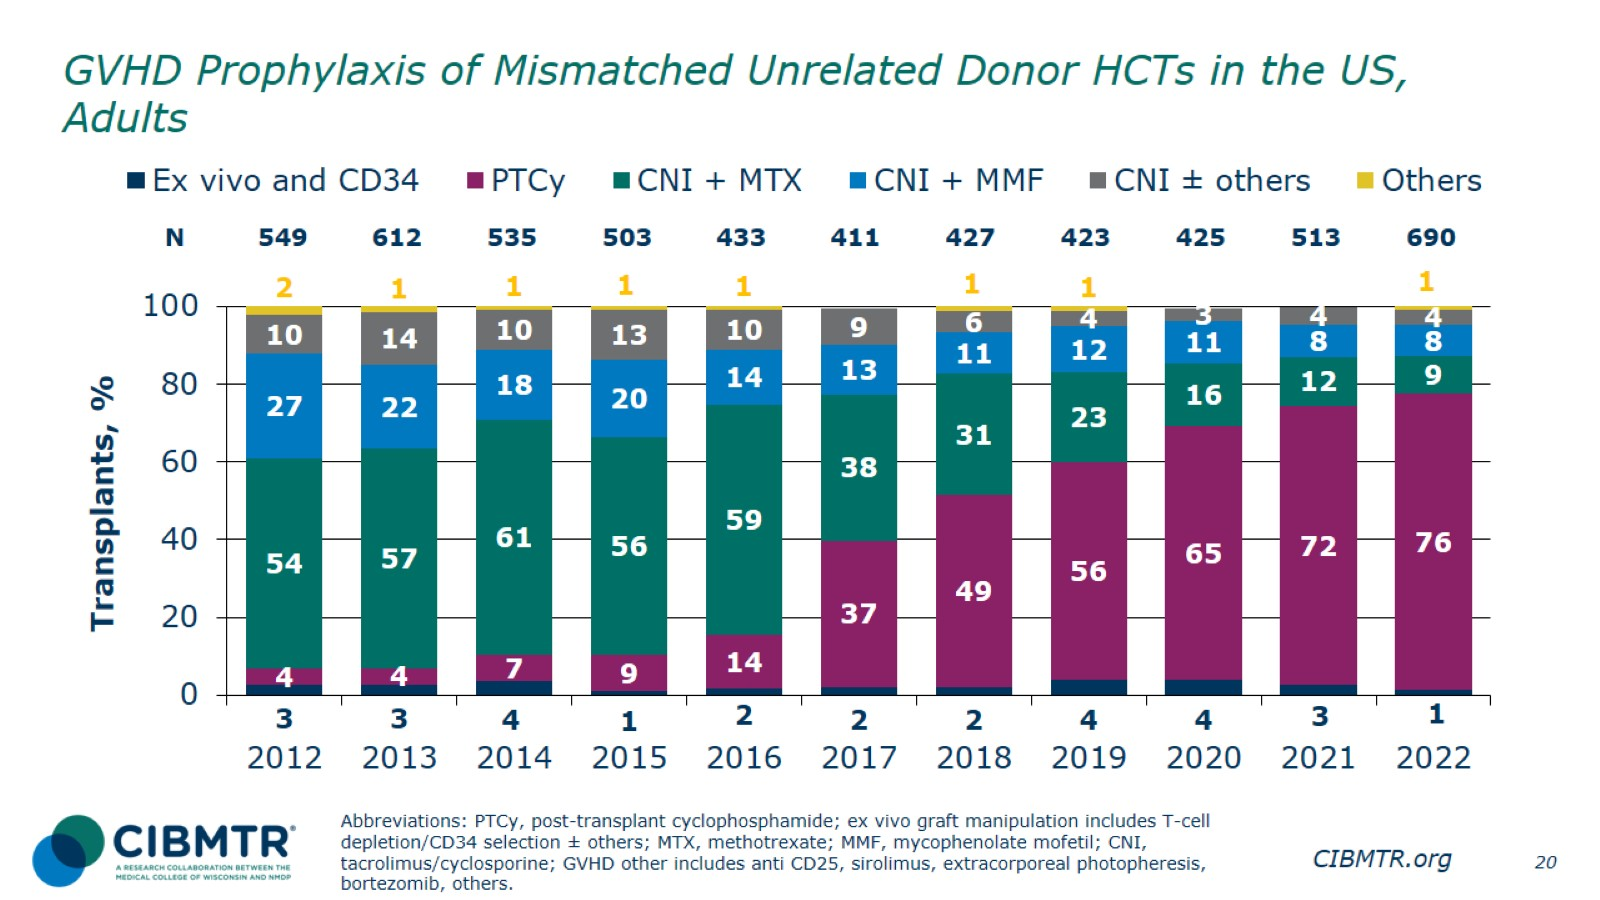 GVHD Prophylaxis of Mismatched Unrelated Donor HCTs in the US,
Adults
Ex vivo and CD34 PTCy CNI + MTX CNI + MMF CNI ± others Others
N 549 612 535 503 433 411 427 423 425 513 690
2 1 1 1 1 1 1 1
100
10 14 10 13 10 9 6 4 3 4 4
27 22 18 20 14 13 11 12 11 8 8
54 57 61 56 59 38 31 23 16 12 9
4 4 7 9 14 37 49 56 65 72 76
80
60
40
20
0
Transplants, %
3 3 4 1 2 2 2 4 4 3 1
2012 2013 2014 2015 2016 2017 2018 2019 2020 2021 2022
CIBMTR®
A RESEARCH COLLABORATION BETWEEN THE
MEDICAL COLLEGE OF WISCONSIN AND NMDP
Abbreviations: PTCy, post-transplant cyclophosphamide; ex vivo graft manipulation includes T-cell
depletion/CD34 selection ± others; MTX, methotrexate; MMF, mycophenolate mofetil; CNI,
tacrolimus/cyclosporine; GVHD other includes anti CD25, sirolimus, extracorporeal photopheresis,
bortezomib, others.
CIBMTR.org
20